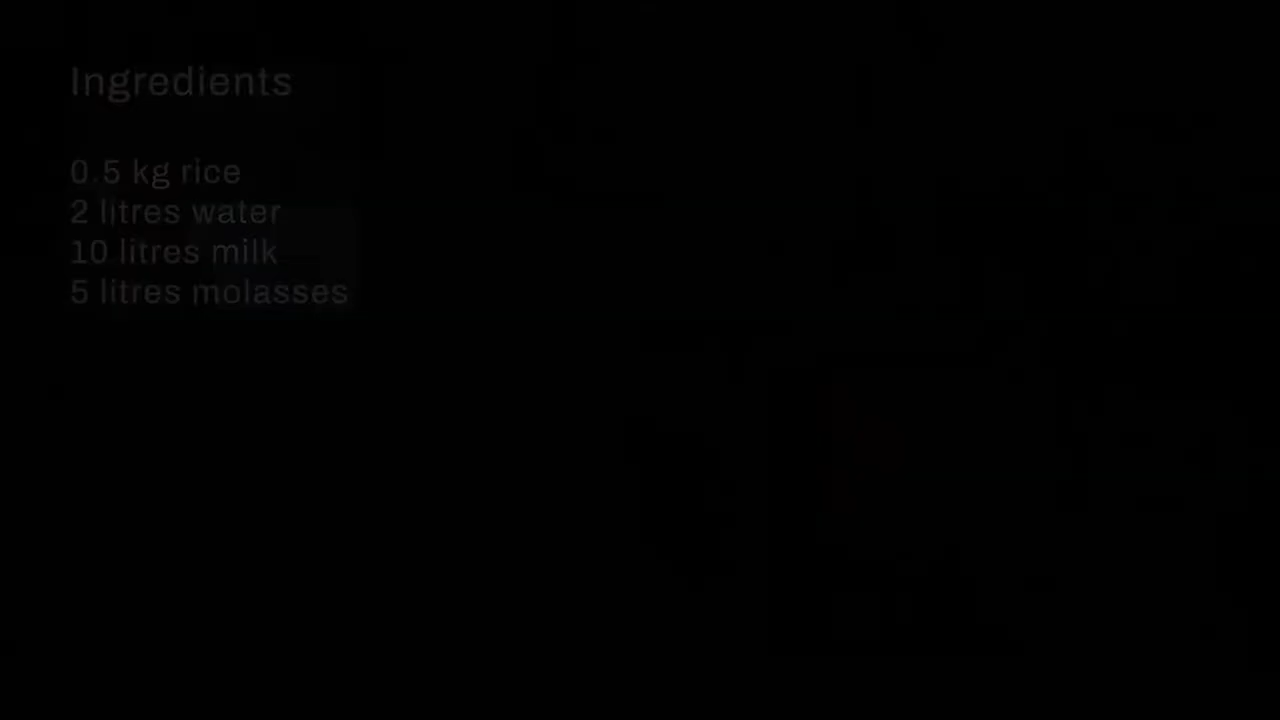 Ingredients
0.5 kg rice
2 litres water
10 litres milk
5 litres molasses